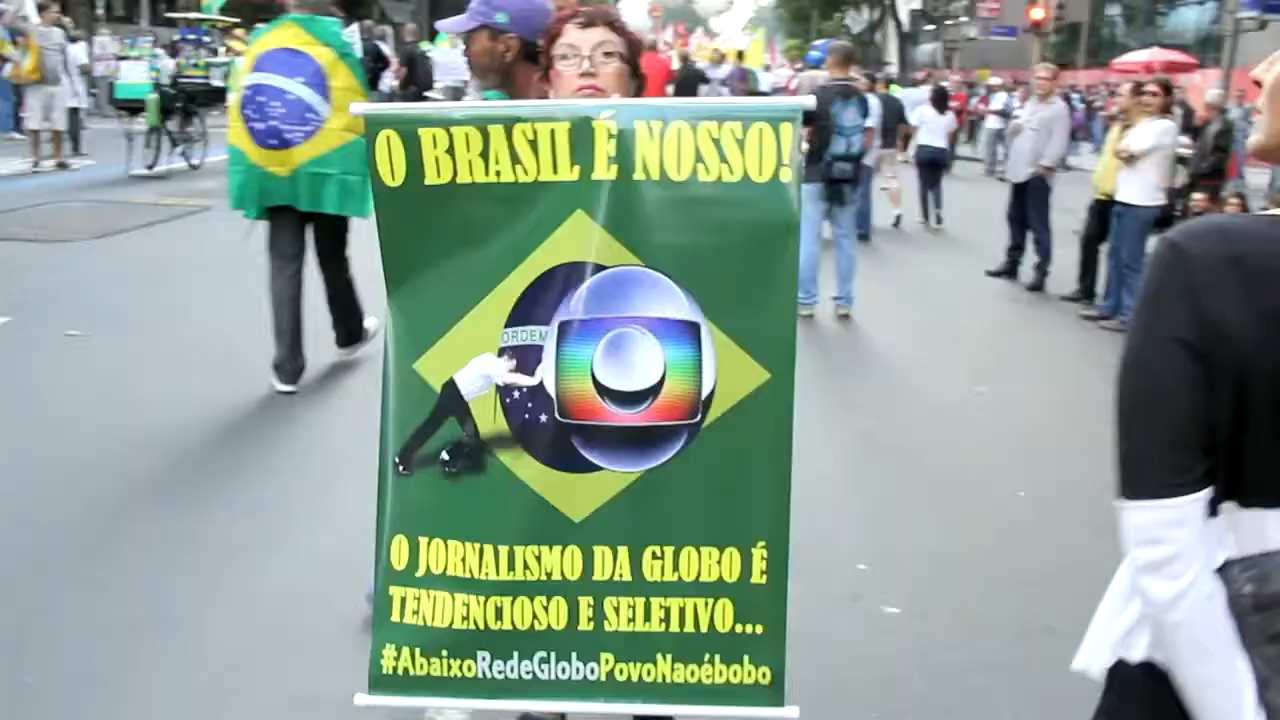 O BRASIL É NOSSO!
ORDEM
O JORNALISMO DA GLOBO É
TENDENCIOSO E SELETIVO...
#AbaixoRedeGloboPovoNaoébobo